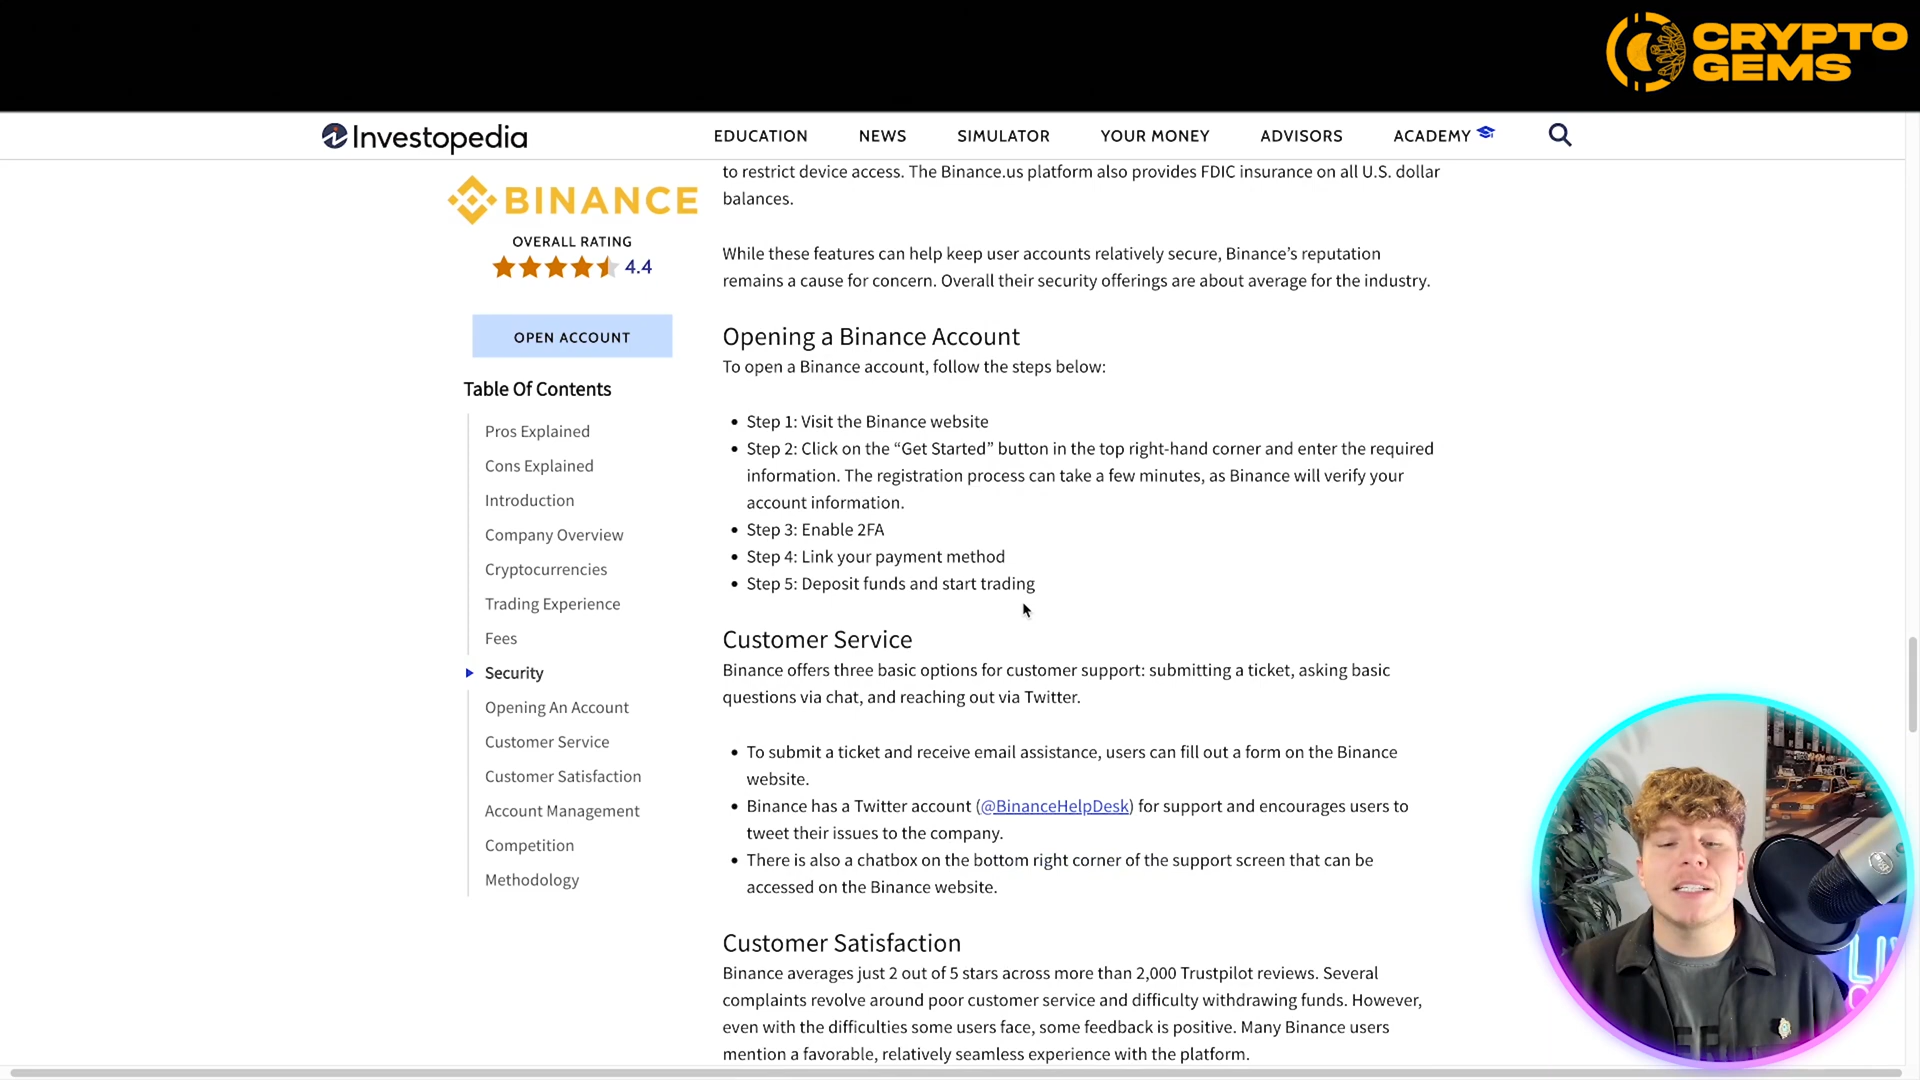 CRYPTO
GEMS
Investopedia
EDUCATION
NEWS
SIMULATOR
YOUR MONEY
ADVISORS
ACADEMY
BINANCE
OVERALL RATING
4.4
OPEN ACCOUNT
Table Of Contents
Pros Explained
Cons Explained
Introduction
Company Overview
Cryptocurrencies
Trading Experience
Fees
Security
Opening An Account
Customer Service
Customer Satisfaction
Account Management
Competition
Methodology
to restrict device access. The Binance.us platform also provides FDIC insurance on all U.S. dollar
balances.
While these features can help keep user accounts relatively secure, Binance’s reputation
remains a cause for concern. Overall their security offerings are about average for the industry.
Opening a Binance Account
To open a Binance account, follow the steps below:
• Step 1: Visit the Binance website
• Step 2: Click on the “Get Started” button in the top right-hand corner and enter the required
information. The registration process can take a few minutes, as Binance will verify your
account information.
• Step 3: Enable 2FA
• Step 4: Link your payment method
• Step 5: Deposit funds and start trading
Customer Service
Binance offers three basic options for customer support: submitting a ticket, asking basic
questions via chat, and reaching out via Twitter.
• To submit a ticket and receive email assistance, users can fill out a form on the Binance
website.
• Binance has a Twitter account (@BinanceHelpDesk) for support and encourages users to
tweet their issues to the company.
• There is also a chatbox on the bottom right corner of the support screen that can be
accessed on the Binance website.
Customer Satisfaction
Binance averages just 2 out of 5 stars across more than 2,000 Trustpilot reviews. Several
complaints revolve around poor customer service and difficulty withdrawing funds. However,
even with the difficulties some users face, some feedback is positive. Many Binance users
mention a favorable, relatively seamless experience with the platform.